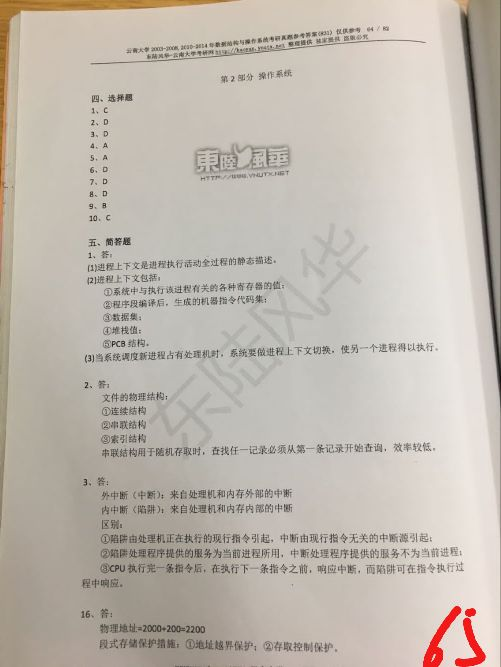 云南大学 2003-2008,2010-2014 年数据结构与操作系统考研真题参考答案(831) 仅供参考 64 / 82
东陆风华-云南大学考研网 http://kaoyan.ynutx.net 整理提供 独家提供 盗版必究
第 2 部分 操作系统
四、选择题
1、C
2、D
3、D
4、A
5、A
6、D
7、D
8、D
9、B
10、C
東陸風華
HTTP://WWW.YNUTX.NET
五、简答题
1、答:
(1)进程上下文是进程执行活动全过程的静态描述。
(2)进程上下文包括:
①系统中与执行该进程有关的各种寄存器的值;
②程序段编译后,生成的机器指令代码集;
③数据集;
④堆栈值;
⑤PCB 结构。
(3)当系统调度新进程占有处理机时,系统要做进程上下文切换,使另一个进程得以执行。
2、答:
文件的物理结构:
①连续结构
②串联结构
③索引结构
串联结构用于随机存取时,查找任一记录必须从第一条记录开始查询,效率较低。
3、答:
外中断(中断):来自处理机和内存外部的中断
内中断(陷阱):来自处理机和内存内部的中断
区别:
①陷阱由处理机正在执行的现行指令引起,中断由现行指令无关的中断源引起;
②陷阱处理程序提供的服务为当前进程所用,中断处理程序提供的服务不为当前进程;
③CPU 执行完一条指令后,在执行下一条指令之前,响应中断,而陷阱可在指令执行过
程中响应。
16、答:
物理地址=2000+200=2200
段式存储保护措施:①地址越界保护;②存取控制保护。
东陆风华